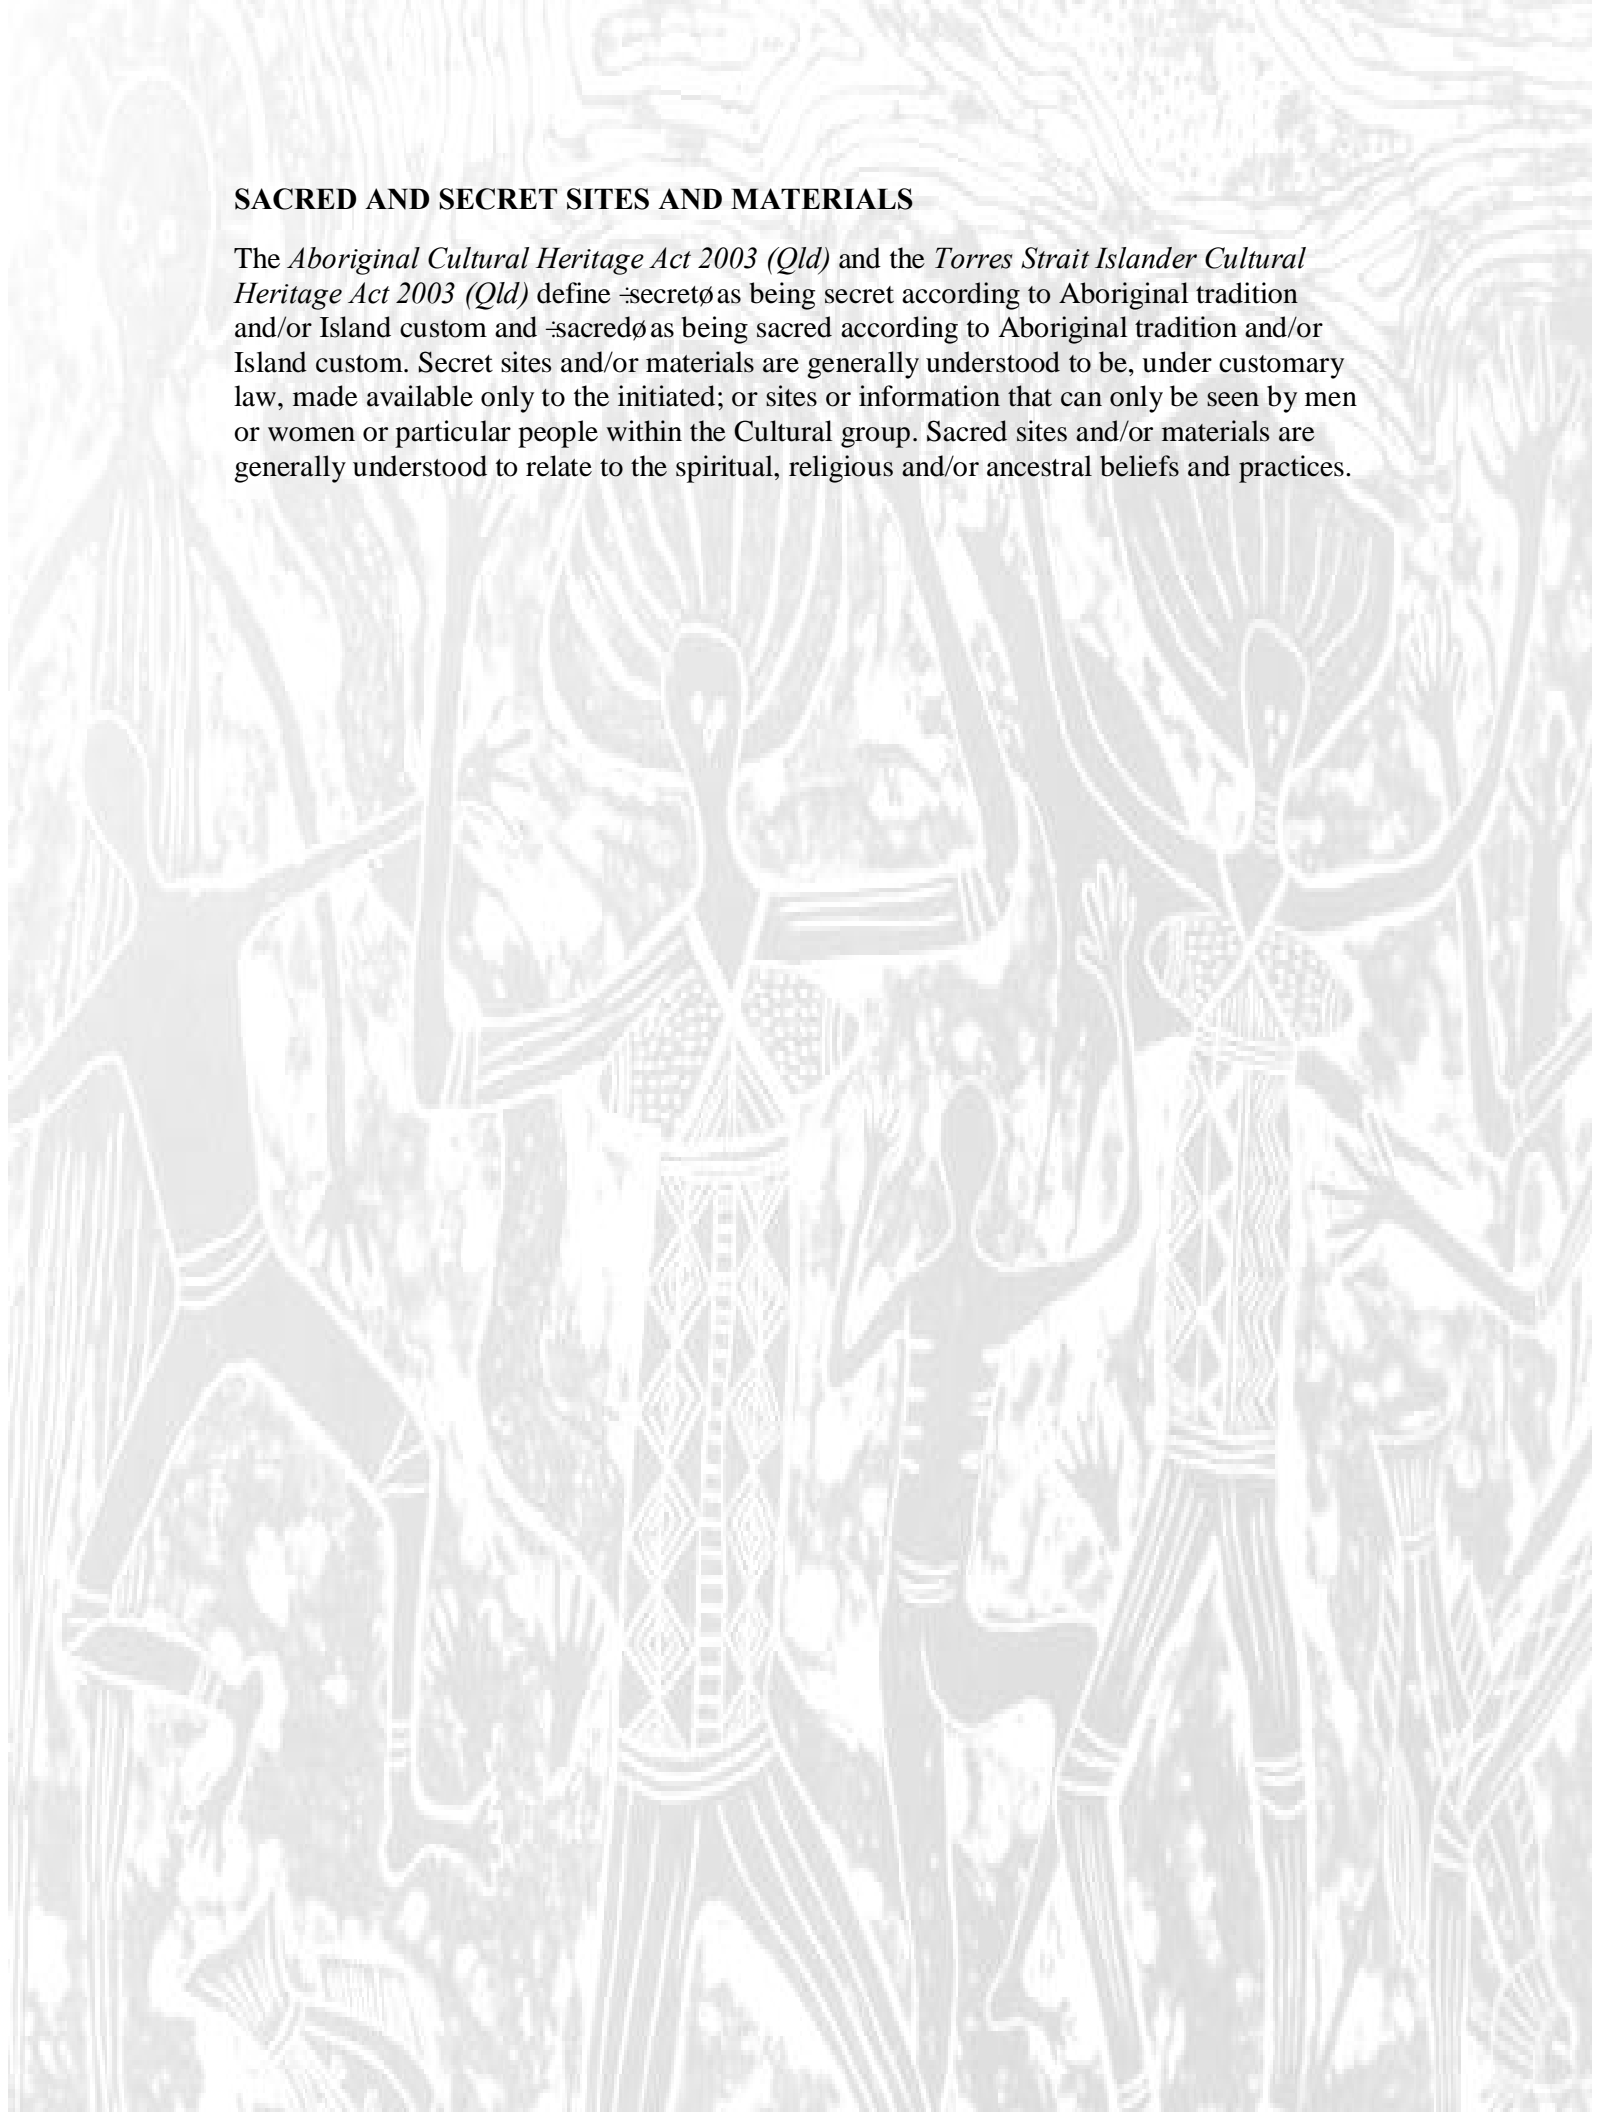 SACRED AND SECRET SITES AND MATERIALS
The Aboriginal Cultural Heritage Act 2003 (Qld) and the Torres Strait Islander Cultural
Heritage Act 2003 (Qld) define ÷secretø as being secret according to Aboriginal tradition
and/or Island custom and ÷sacredø as being sacred according to Aboriginal tradition and/or
Island custom. Secret sites and/or materials are generally understood to be, under customary
law, made available only to the initiated; or sites or information that can only be seen by men
or women or particular people within the Cultural group. Sacred sites and/or materials are
generally understood to relate to the spiritual, religious and/or ancestral beliefs and practices.